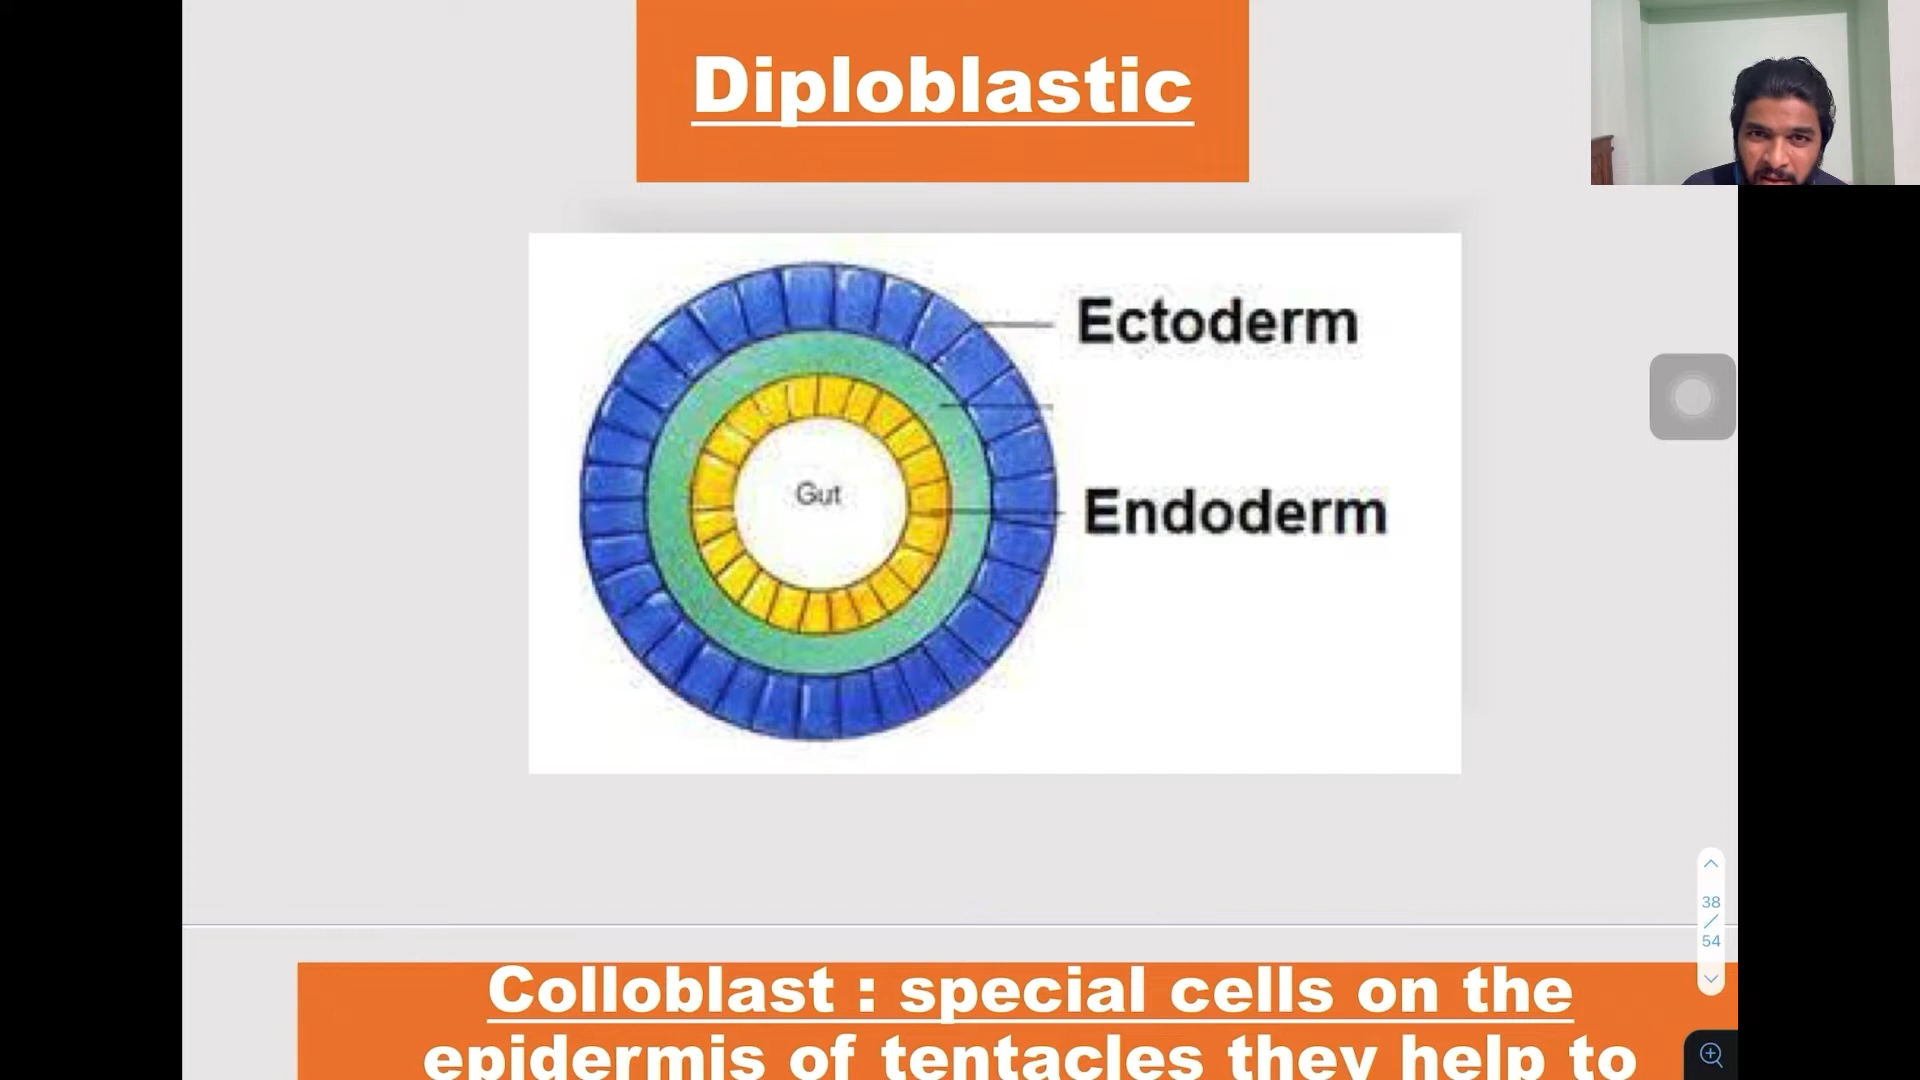 Diploblastic
Ectoderm
Gut
Endoderm
38
/
54
Colloblast : special cells on the
epidermis of tentacles they help to